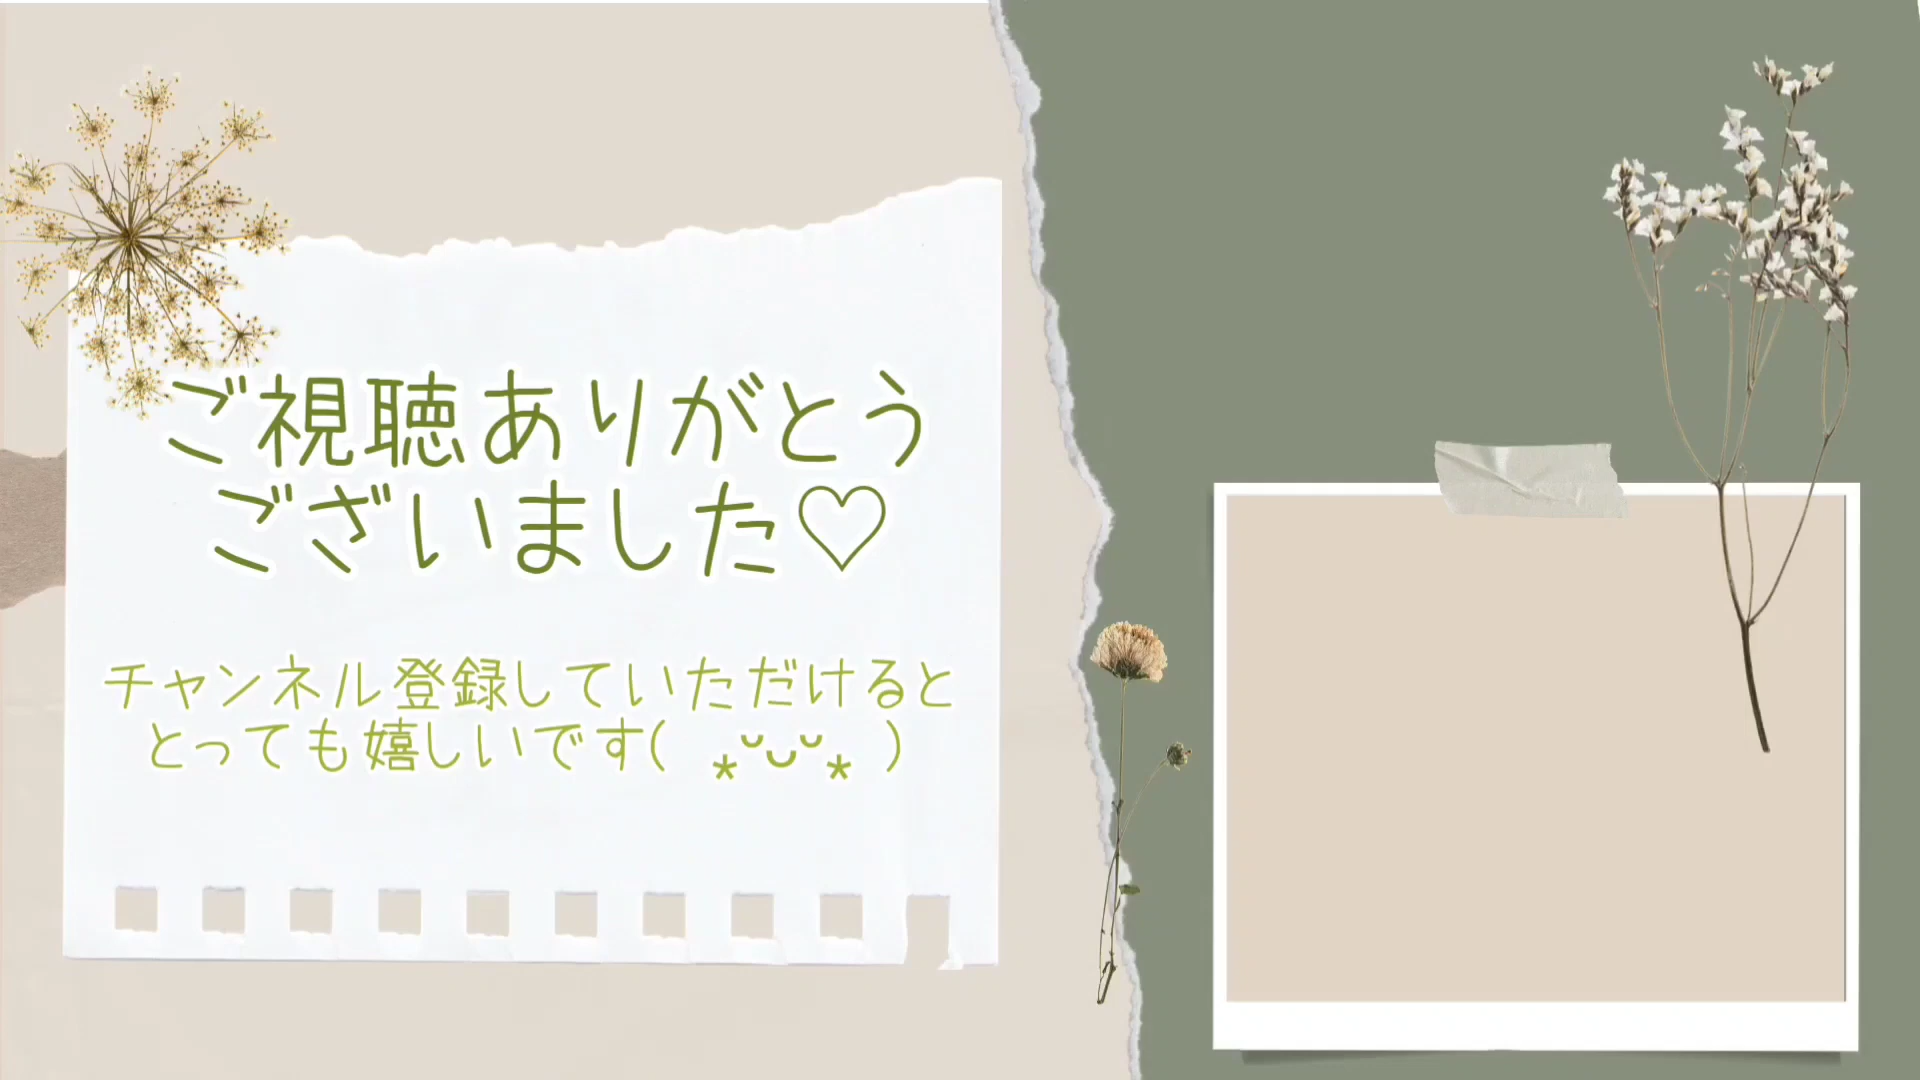 ご視聴ありがとう
ございました♡
チャンネル登録していただけると
とっても嬉しいです( ⁎˘ᴗ˘⁎ )